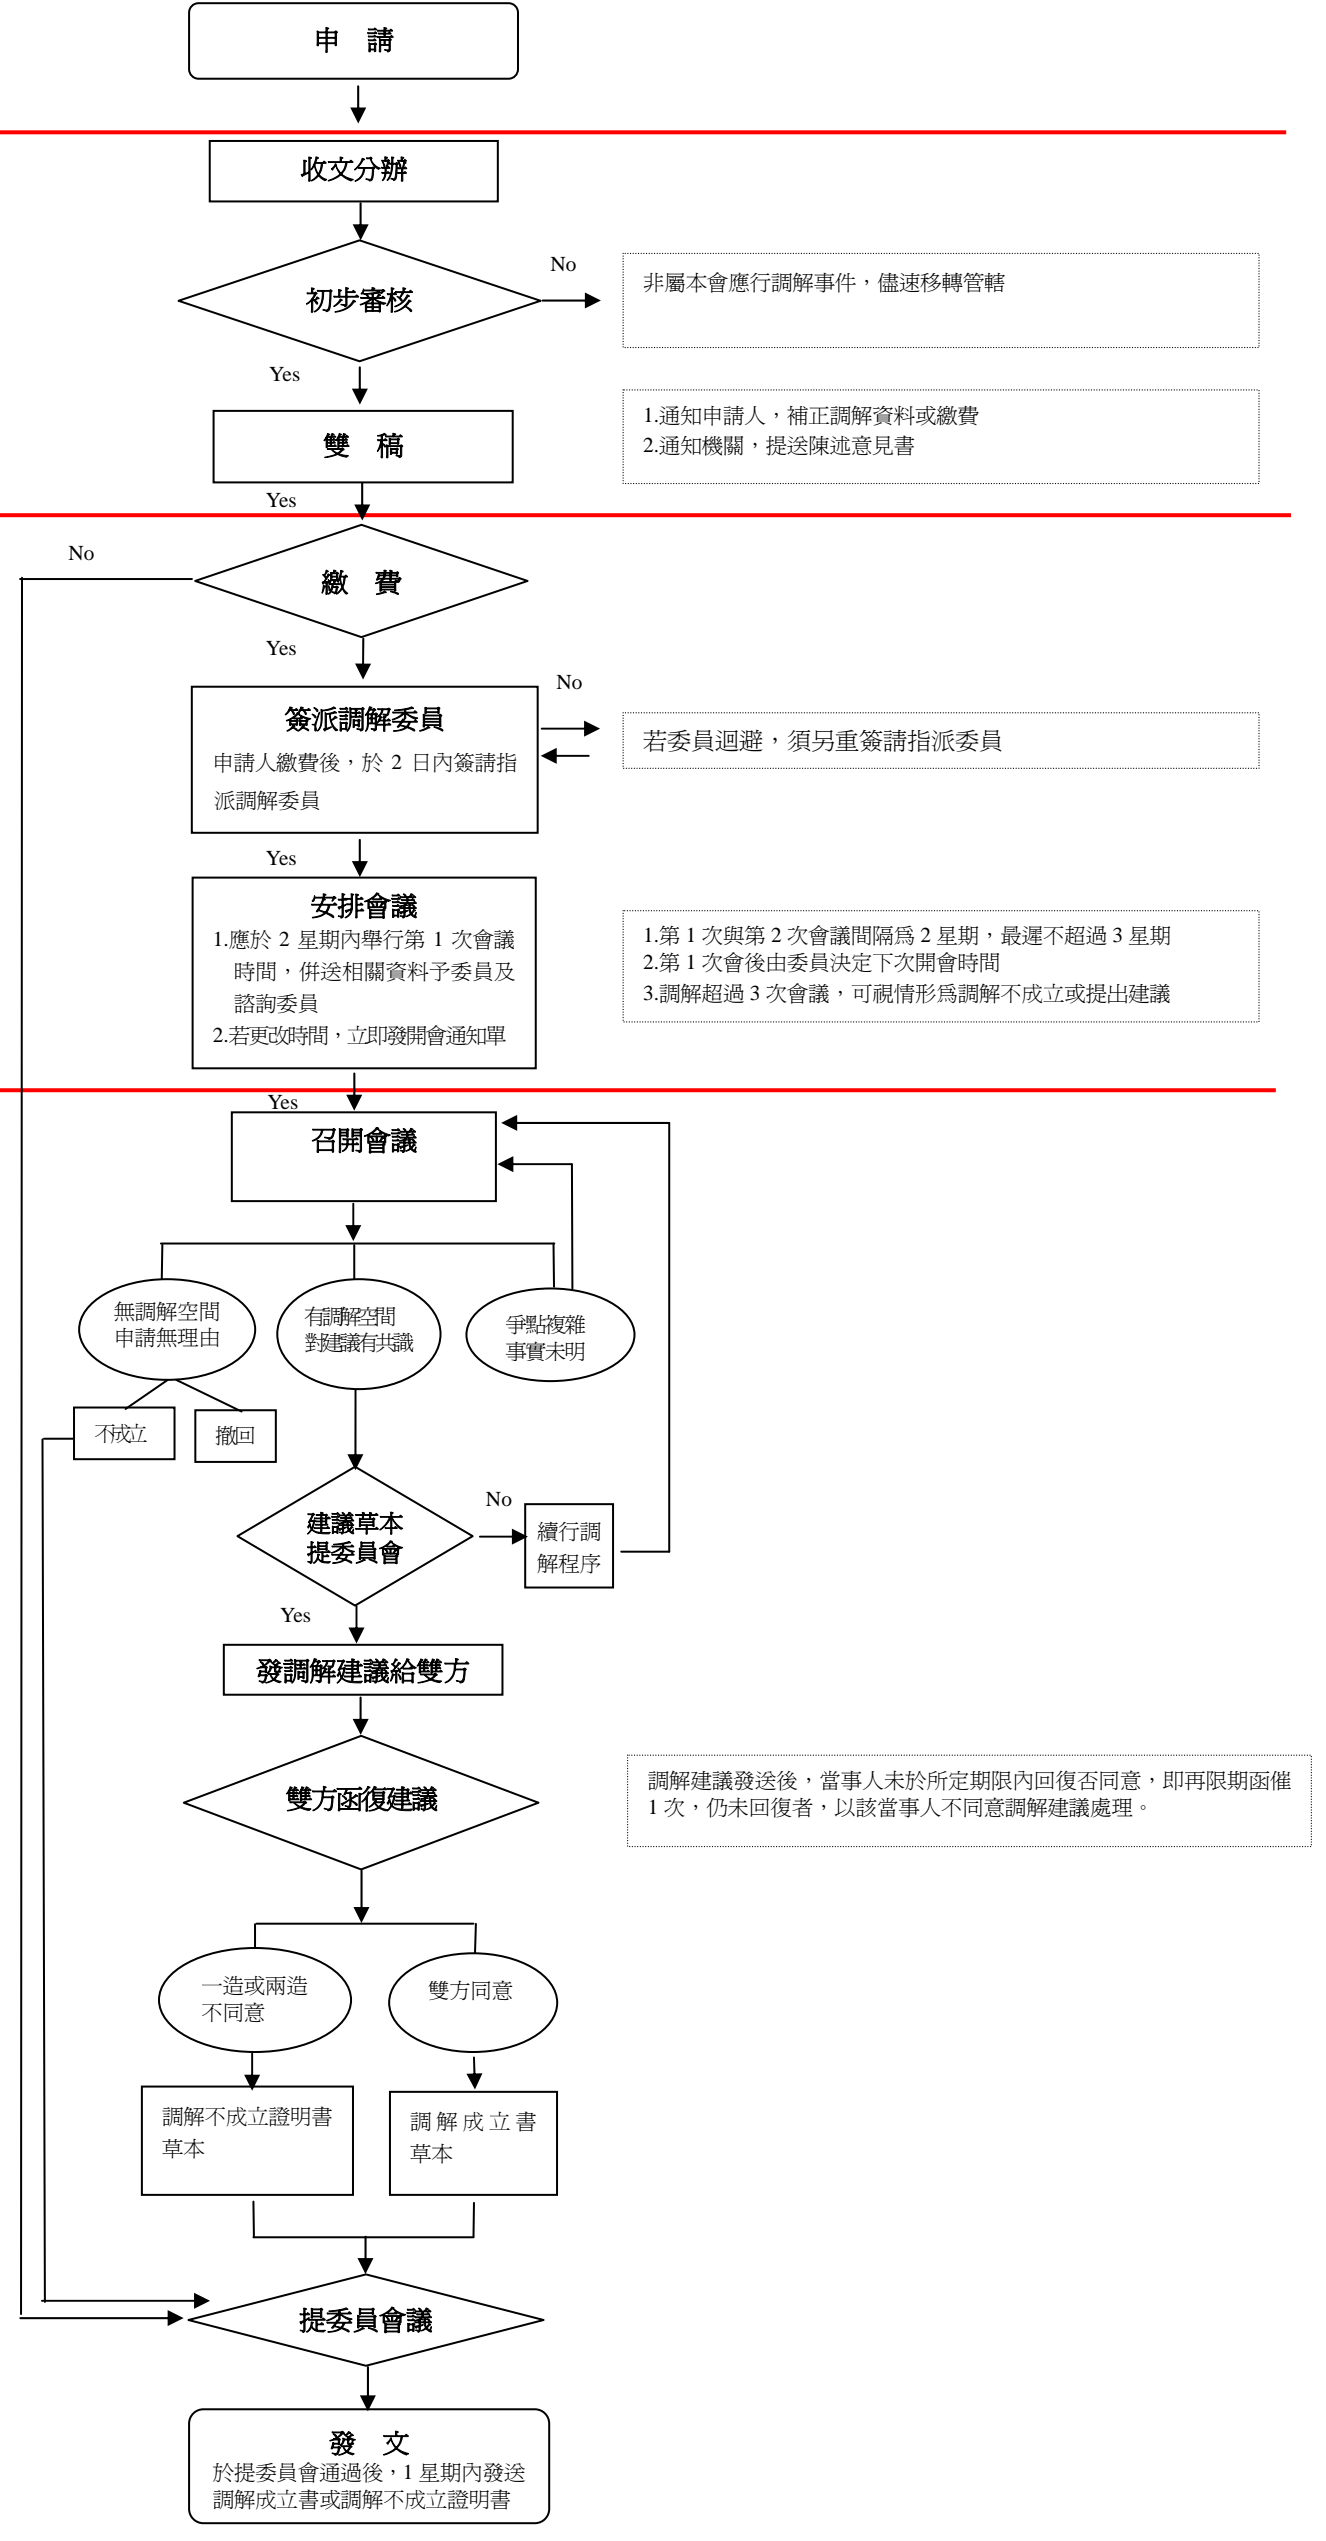 申　請
收文分辦
No
初步審核
非屬本會應行調解事件，儘速移轉管轄
Yes
雙　稿
1.通知申請人，補正調解資料或繳費
2.通知機關，提送陳述意見書
Yes
No
繳　費
Yes
No
簽派調解委員
申請人繳費後，於 2 日內簽請指
派調解委員
若委員迴避，須另重簽請指派委員
Yes
安排會議
1.應於 2 星期內舉行第 1 次會議
時間，併送相關資料予委員及
諮詢委員
2.若更改時間，立即發開會通知單
1.第 1 次與第 2 次會議間隔為 2 星期，最遲不超過 3 星期
2.第 1 次會後由委員決定下次開會時間
3.調解超過 3 次會議，可視情形為調解不成立或提出建議
Yes
召開會議
無調解空間
申請無理由
有調解空間
對建議有共識
爭點複雜
事實未明
不成立
撤回
建議草本
提委員會
No
續行調
解程序
Yes
發調解建議給雙方
雙方函復建議
調解建議發送後，當事人未於所定期限內回復否同意，即再限期函催
1 次，仍未回復者，以該當事人不同意調解建議處理。
一造或兩造
不同意
雙方同意
調解不成立證明書
草本
調解成立書
草本
提委員會議
發　文
於提委員會通過後，1 星期內發送
調解成立書或調解不成立證明書